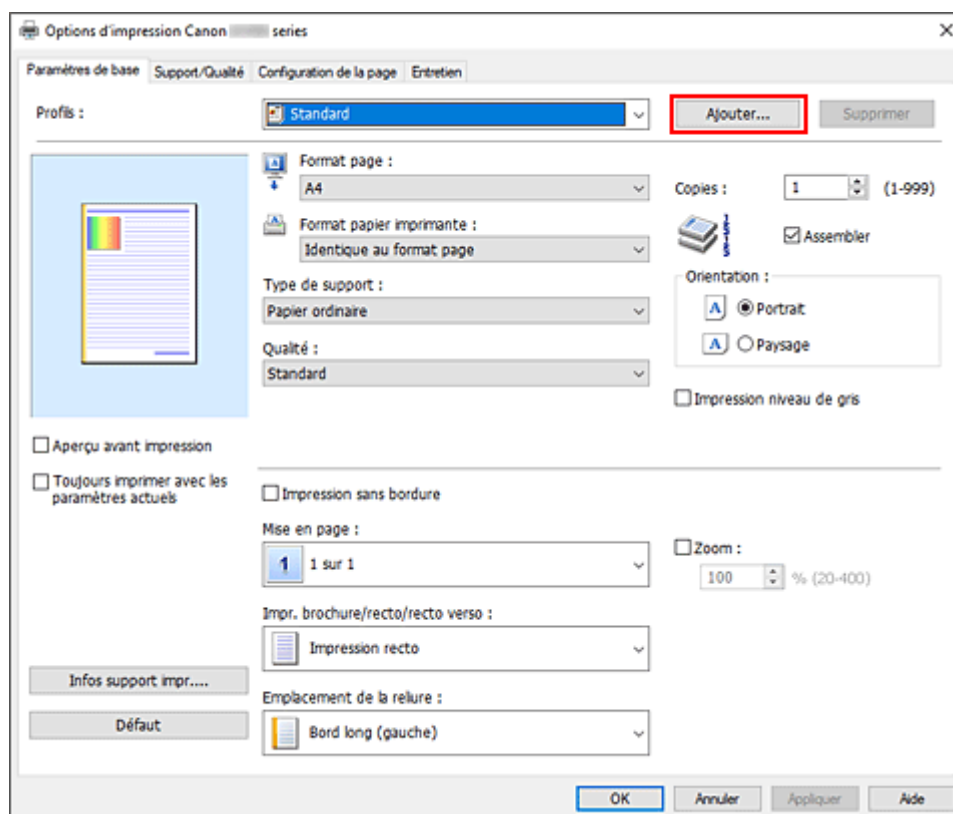 Options d'impression Canon series
Paramètres de base Support/Qualité Configuration de la page Entretien
Profils : Standard Ajouter... Supprimer
Format page :
A4
Copies : 1 (1-999)
Format papier imprimante :
Identique au format page
Assembler
Type de support :
Papier ordinaire
Orientation :
Portrait
Paysage
Qualité :
Standard
Impression niveau de gris
Aperçu avant impression
Toujours imprimer avec les
paramètres actuels
Impression sans bordure
Mise en page :
1 1 sur 1
Zoom :
100 % (20-400)
Impr. brochure/recto/recto verso :
Impression recto
Infos support impr....
Emplacement de la reliure :
Défaut
Bord long (gauche)
OK Annuler Appliquer Aide